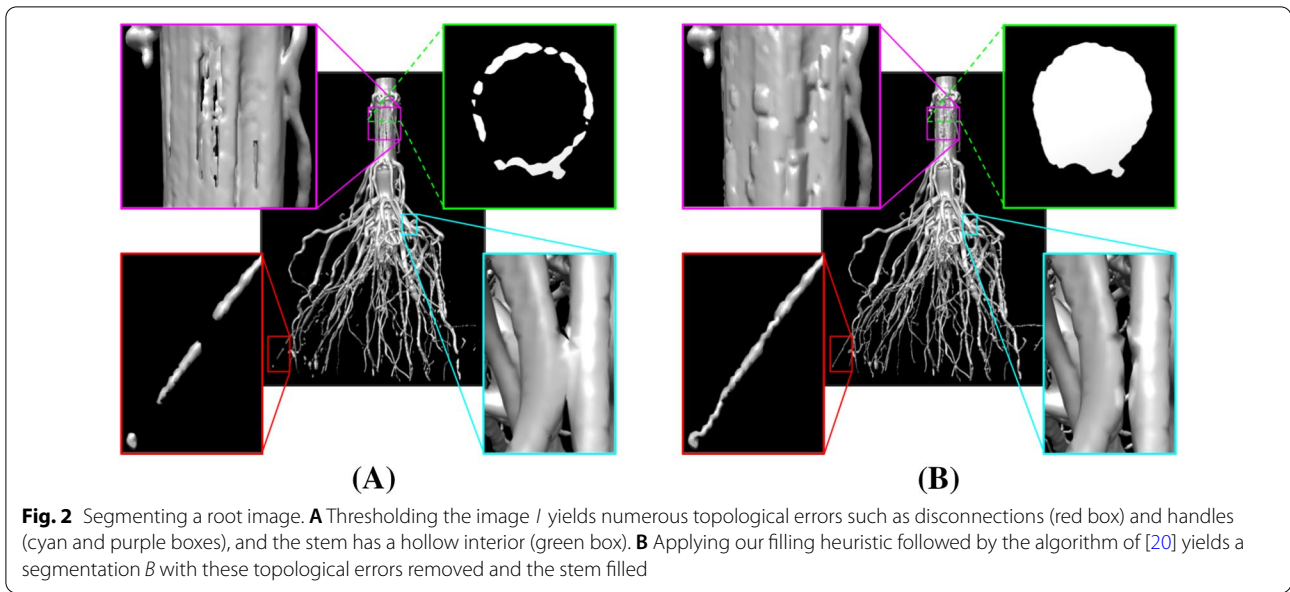 (A)
(B)
Fig. 2 Segmenting a root image. A Thresholding the image I yields numerous topological errors such as disconnections (red box) and handles
(cyan and purple boxes), and the stem has a hollow interior (green box). B Applying our filling heuristic followed by the algorithm of [20] yields a
segmentation B with these topological errors removed and the stem filled